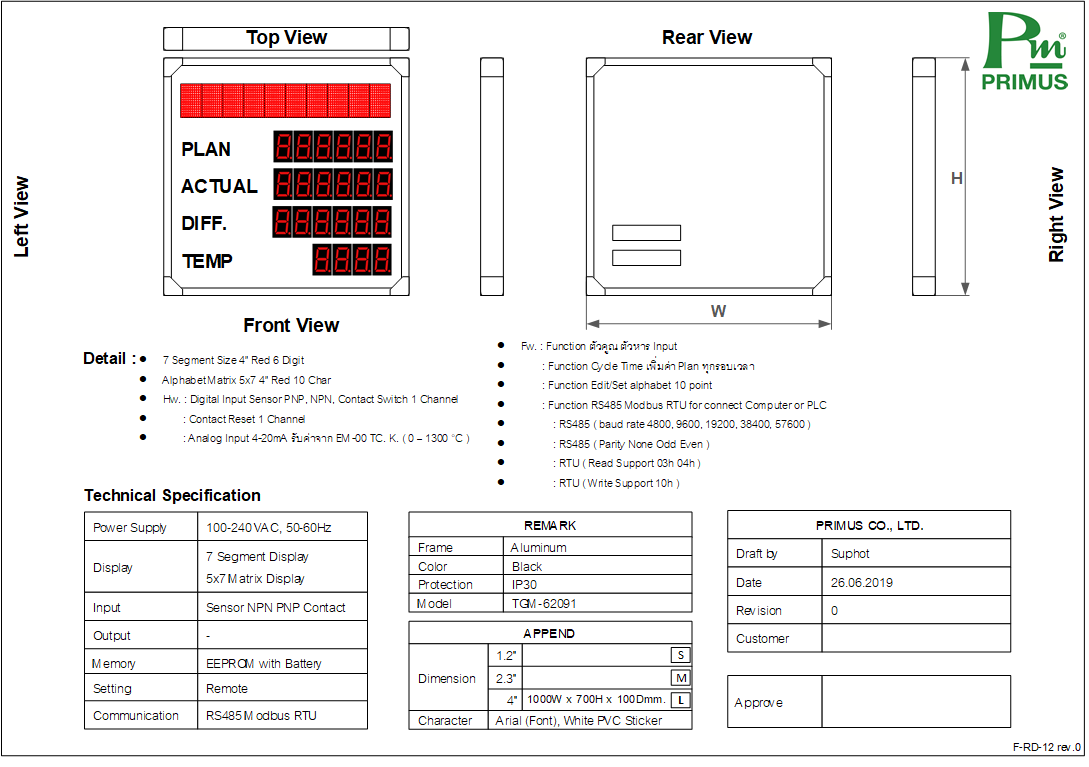 Top View
Rear View
Pm®
PRIMUS
PLAN
ACTUAL
DIFF.
TEMP
Left View
H
Right View
W
Front View
Detail :
● 7 Segment Size 4" Red 6 Digit
● Alphabet Matrix 5x7 4" Red 10 Char
● Hw. : Digital Input Sensor PNP, NPN, Contact Switch 1 Channel
● : Contact Reset 1 Channel
● : Analog Input 4-20mA รับค่าจาก EM-00 TC. K. ( 0 – 1300 °C )
● Fw. : Function ตัวคูณ ตัวหาร Input
● : Function Cycle Time เพิ่มค่า Plan ทุกรอบเวลา
● : Function Edit/Set alphabet 10 point
● : Function RS485 Modbus RTU for connect Computer or PLC
● : RS485 ( baud rate 4800, 9600, 19200, 38400, 57600 )
● : RS485 ( Parity None Odd Even )
● : RTU ( Read Support 03h 04h )
● : RTU ( Write Support 10h )
Technical Specification
Power Supply 100-240VAC, 50-60Hz
Display 7 Segment Display
5x7 Matrix Display
Input Sensor NPN PNP Contact
Output -
Memory EEPROM with Battery
Setting Remote
Communication RS485 Modbus RTU
REMARK
Frame Aluminum
Color Black
Protection IP30
Model TGM-62091
APPEND
Dimension 1.2" S
2.3" M
4" 1000W x 700H x 100Dmm. L
Character Arial (Font), White PVC Sticker
PRIMUS CO., LTD.
Draft by Suphot
Date 26.06.2019
Revision 0
Customer
Approve
F-RD-12 rev.0